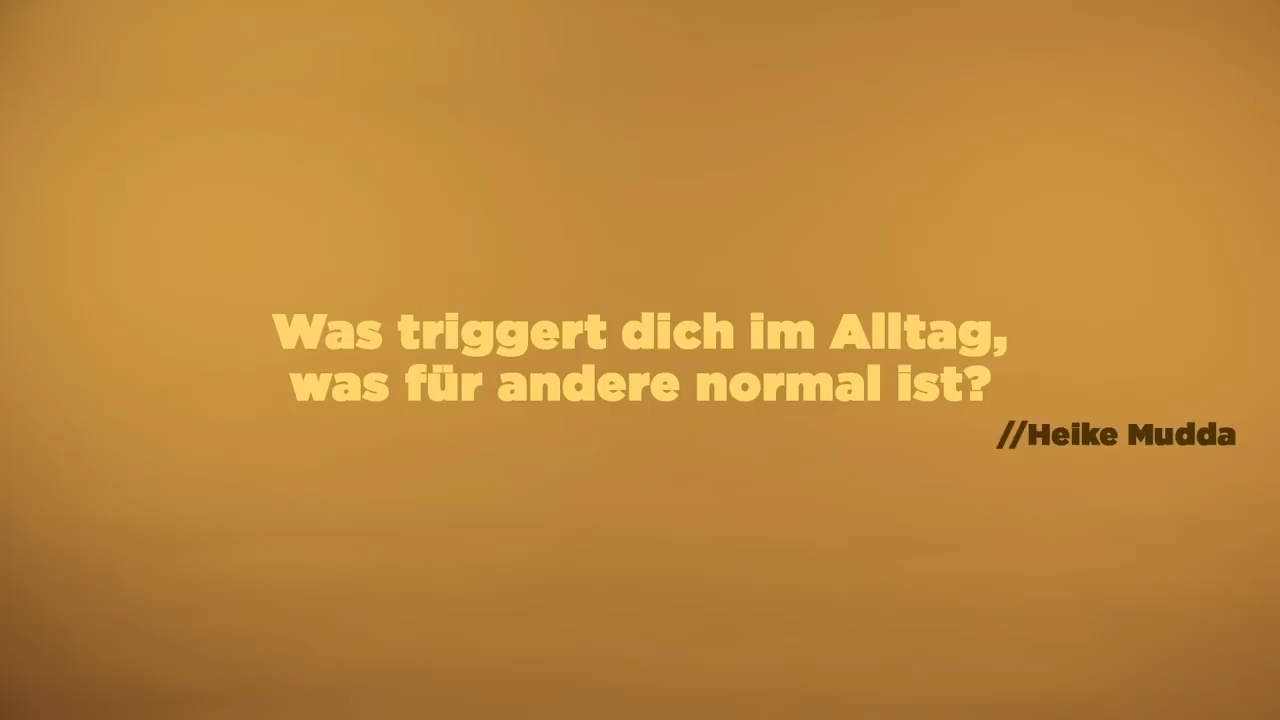 Was triggert dich im Alltag,
was für andere normal ist?
//Heike Mudda